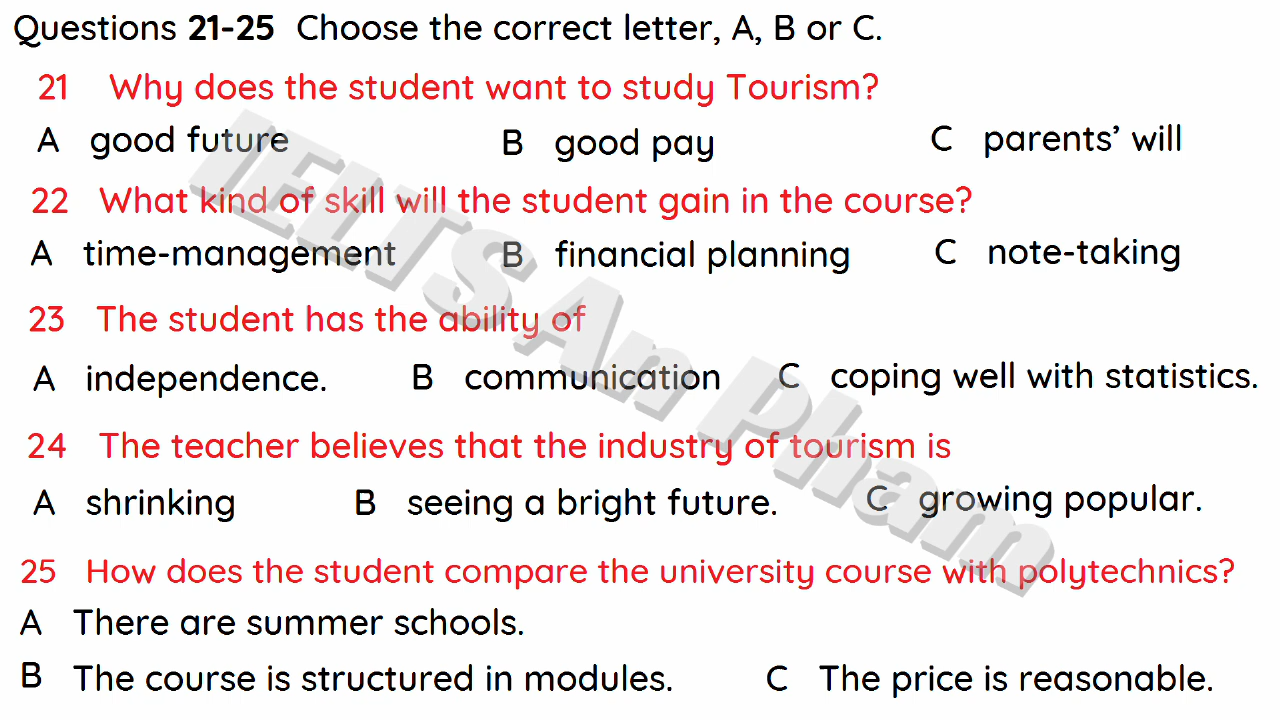 Questions 21-25 Choose the correct letter, A, B or C.
21 Why does the student want to study Tourism?
A good future B good pay C parents’ will
22 What kind of skill will the student gain in the course?
A time-management B financial planning C note-taking
23 The student has the ability of
A independence. B communication C coping well with statistics.
24 The teacher believes that the industry of tourism is
A shrinking B seeing a bright future. C growing popular.
25 How does the student compare the university course with polytechnics?
A There are summer schools.
B The course is structured in modules. C The price is reasonable.
IELTS An Pham